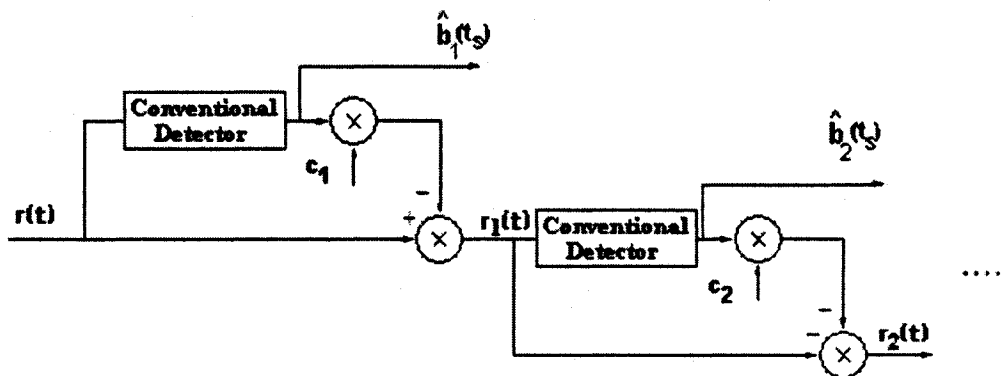 b̂₁(tₛ)
Conventional
Detector
×
c₁
b̂₂(tₛ)
r(t)
−
+
×
r₁(t)
Conventional
Detector
×
c₂
....
−
−
×
r₂(t)